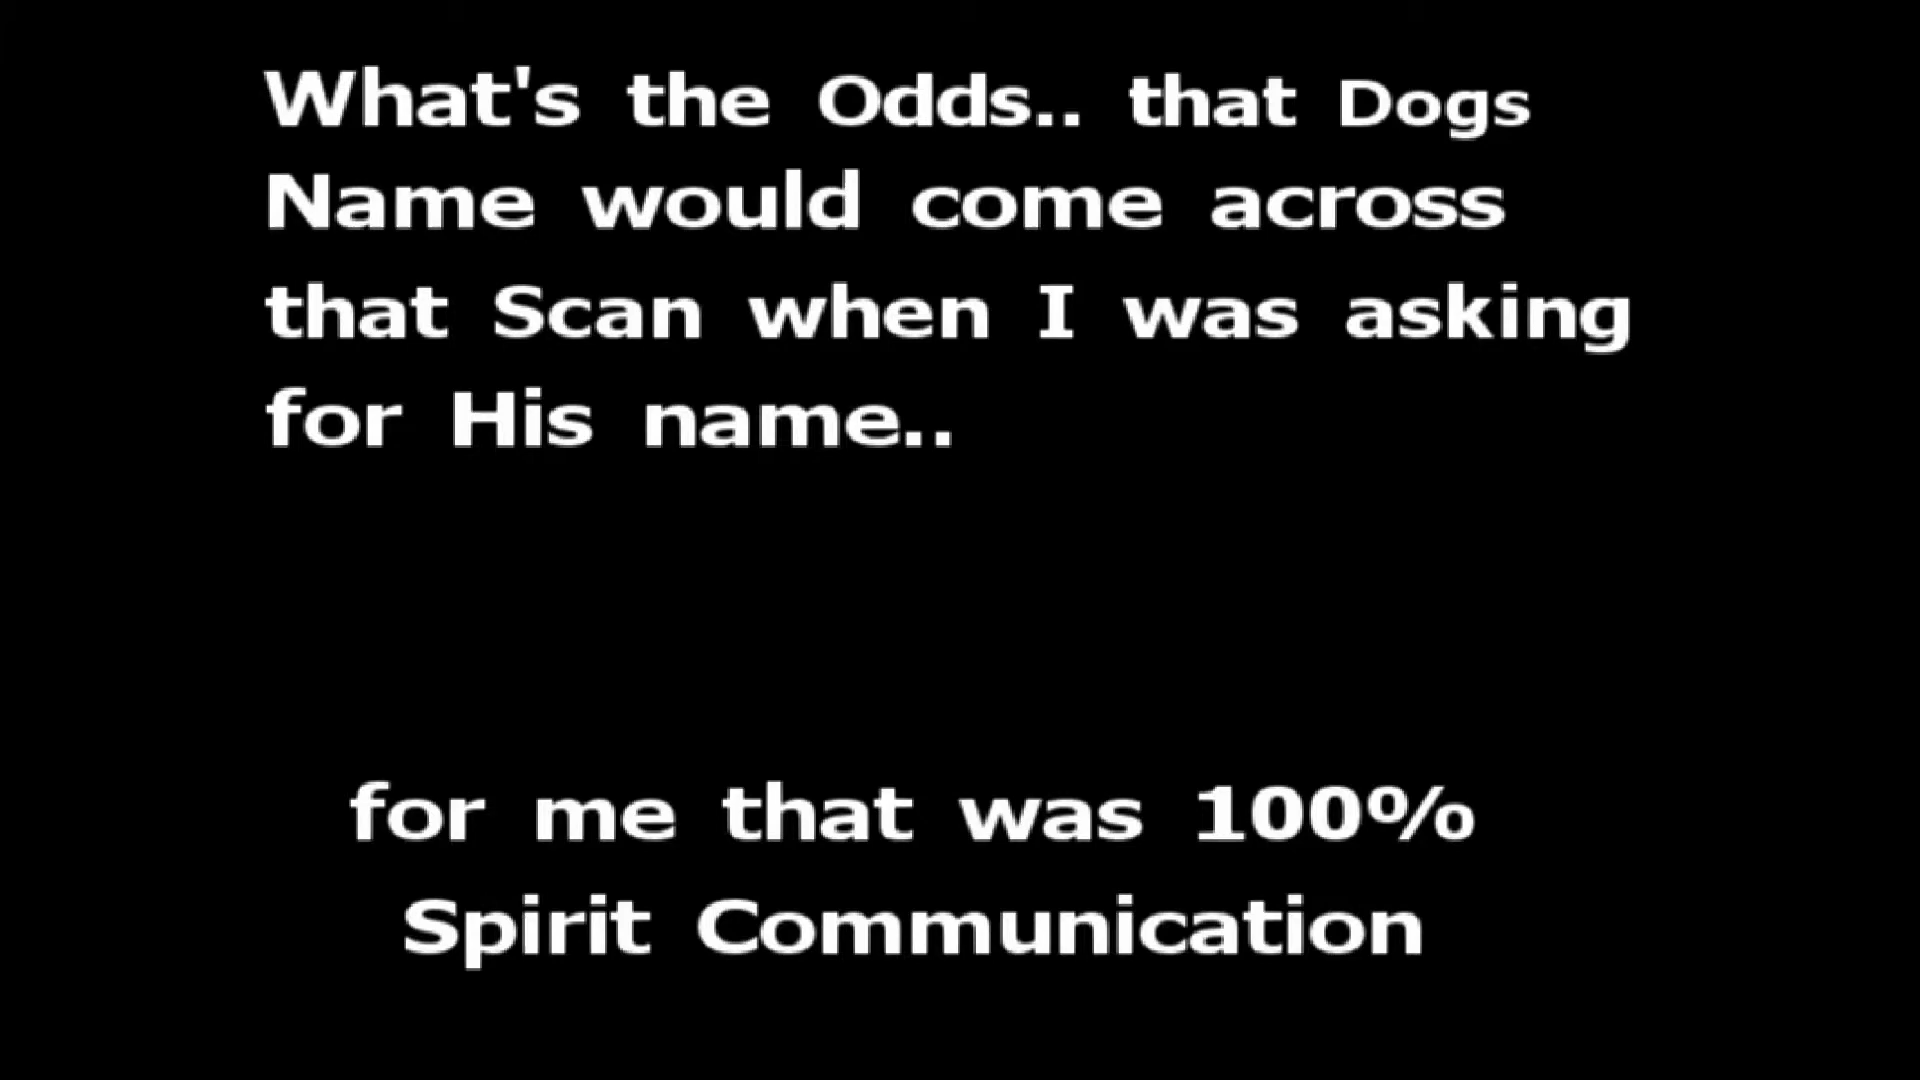 What's the Odds.. that Dogs
Name would come across
that Scan when I was asking
for His name..
for me that was 100%
Spirit Communication